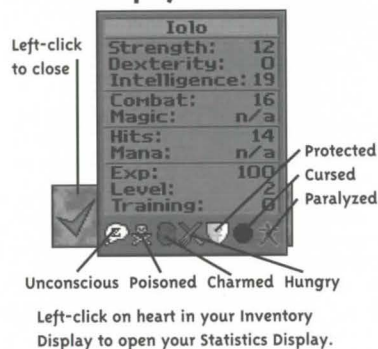 Iolo
Left-click
to close
Strength: 12
Dexterity: 0
Intelligence: 19
Combat: 16
Magic: n/a
Hits: 14
Mana: n/a
Exp: 100
Level: 2
Training: 0
Protected
Cursed
Paralyzed
Unconscious Poisoned Charmed Hungry
Left-click on heart in your Inventory
Display to open your Statistics Display.